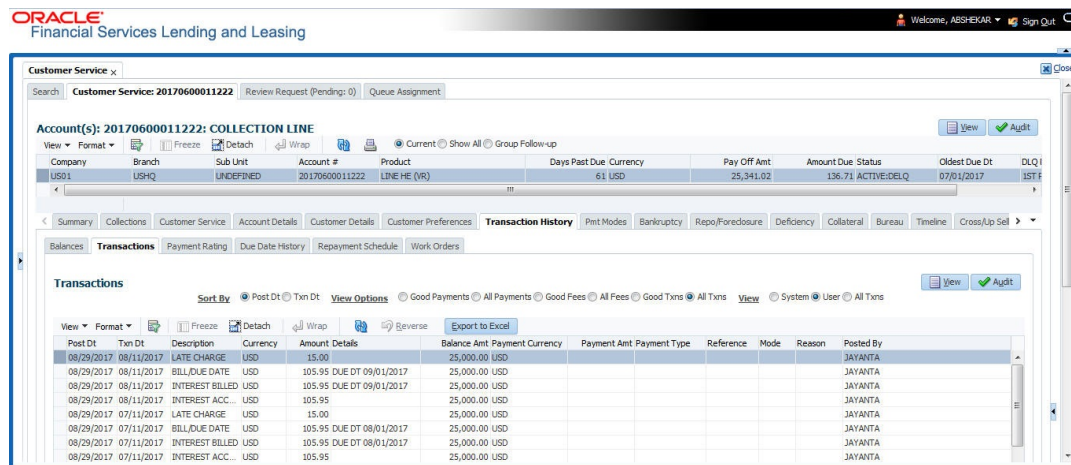 ORACLE
Financial Services Lending and Leasing
Welcome, ABSHEKAR Sign Out
Customer Service x
Close
Search Customer Service: 20170600011222 Review Request (Pending: 0) Queue Assignment
Account(s): 20170600011222: COLLECTION LINE
View Audit
View Format Freeze Detach Wrap Current Show All Group Follow-up
Company Branch Sub Unit Account # Product Days Past Due Currency Pay Off Amt Amount Due Status Oldest Due Dt DLQ
US01 USHQ UNDEFINED 20170600011222 LINE HE (VR) 61 USD 25,341.02 136.71 ACTIVE:DELQ 07/01/2017 1ST
Summary Collections Customer Service Account Details Customer Details Customer Preferences Transaction History Pmt Modes Bankruptcy Repo/Foreclosure Deficiency Collateral Bureau Timeline Cross/Up Sell
Balances Transactions Payment Rating Due Date History Repayment Schedule Work Orders
Transactions
View Audit
Sort By Post Dt Txn Dt View Options Good Payments All Payments Good Fees All Fees Good Txns All Txns View System User All Txns
View Format Freeze Detach Wrap Reverse Export to Excel
Post Dt Txn Dt Description Currency Amount Details Balance Amt Payment Currency Payment Amt Payment Type Reference Mode Reason Posted By
08/29/2017 08/11/2017 LATE CHARGE USD 15.00 25,000.00 USD JAYANTA
08/29/2017 08/11/2017 BILL/DUE DATE USD 105.95 DUE DT 09/01/2017 25,000.00 USD JAYANTA
08/29/2017 08/11/2017 INTEREST BILLED USD 105.95 DUE DT 09/01/2017 25,000.00 USD JAYANTA
08/29/2017 08/11/2017 INTEREST ACC... USD 105.95 25,000.00 USD JAYANTA
08/29/2017 07/11/2017 LATE CHARGE USD 15.00 25,000.00 USD JAYANTA
08/29/2017 07/11/2017 BILL/DUE DATE USD 105.95 DUE DT 08/01/2017 25,000.00 USD JAYANTA
08/29/2017 07/11/2017 INTEREST BILLED USD 105.95 DUE DT 08/01/2017 25,000.00 USD JAYANTA
08/29/2017 07/11/2017 INTEREST ACC... USD 105.95 25,000.00 USD JAYANTA